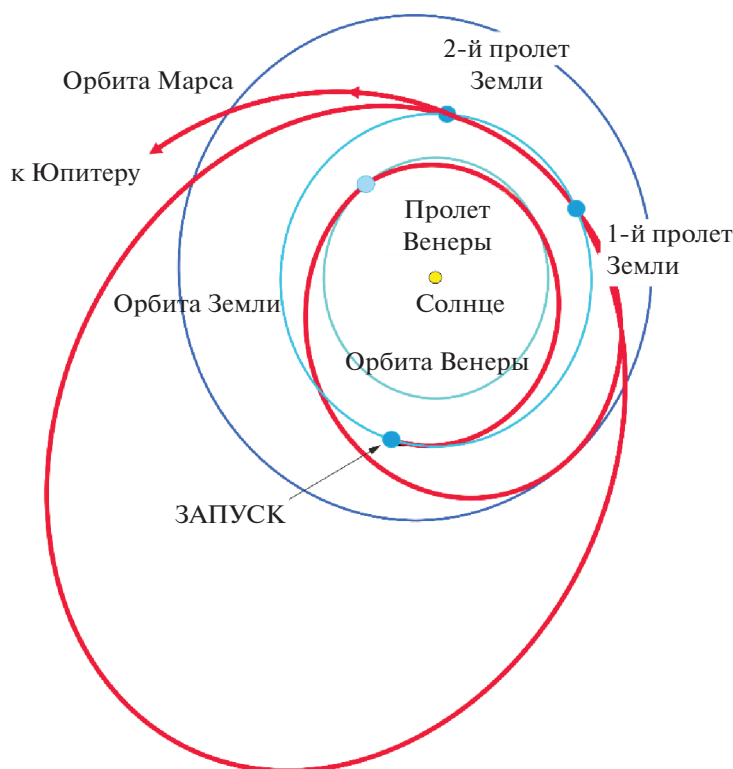 2-й пролет
Земли
Орбита Марса
к Юпитеру
Пролет
Венеры
1-й пролет
Земли
Орбита Земли
Солнце
Орбита Венеры
ЗАПУСК